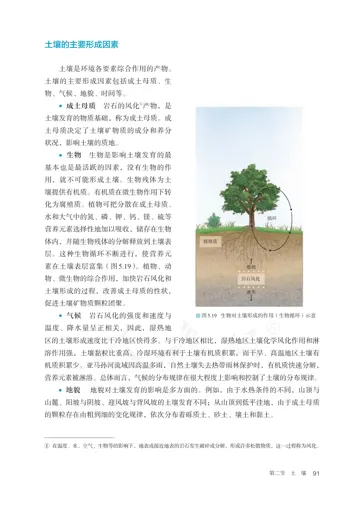 土壤的主要形成因素
土壤是环境各要素综合作用的产物。
土壤的主要形成因素包括成土母质、生
物、气候、地貌、时间等。
• 成土母质 岩石的风化①产物，是
土壤发育的物质基础，称为成土母质。成
土母质决定了土壤矿物质的成分和养分
状况，影响土壤的质地。
• 生物 生物是影响土壤发育的最
基本也是最活跃的因素，没有生物的作
用，就不可能形成土壤。生物残体为土
壤提供有机质。有机质在微生物作用下转
化为腐殖质。植物可把分散在成土母质、
水和大气中的氮、磷、钾、钙、镁、硫等
营养元素选择性地加以吸收，储存在生物
体内，并随生物残体的分解释放到土壤表
层。这种生物循环不断进行，使营养元
素在土壤表层富集（图5.19）。植物、动
物、微生物的综合作用，加快岩石风化和
土壤形成的过程，改善成土母质的性状，
促进土壤矿物质颗粒团聚。
循环
腐殖质
岩石风化
图5.19 生物对土壤形成的作用（生物循环）示意
• 气候 岩石风化的强度和速度与
温度、降水量呈正相关，因此，湿热地
区的土壤形成速度比干冷地区快得多。与干冷地区相比，湿热地区土壤化学风化作用和淋
溶作用强，土壤黏粒比重高。冷湿环境有利于土壤有机质积累，而干旱、高温地区土壤有
机质积累少。亚马孙河流域因高温多雨，自然土壤失去热带雨林保护时，有机质快速分解，
营养元素被淋溶。总体而言，气候的分布规律在很大程度上影响和控制了土壤的分布规律。
• 地貌 地貌对土壤发育的影响是多方面的。例如，由于水热条件的不同，山顶与
山麓、阳坡与阴坡、迎风坡与背风坡的土壤发育不同；从山顶到低平洼地，由于成土母质
的颗粒存在由粗到细的变化规律，依次分布着砾质土、砂土、壤土和黏土。
① 在温度、水、空气、生物等的影响下，地表或接近地表的岩石发生破碎或分解，形成许多松散物质，这一过程称为风化。
第二节 土 壤 91